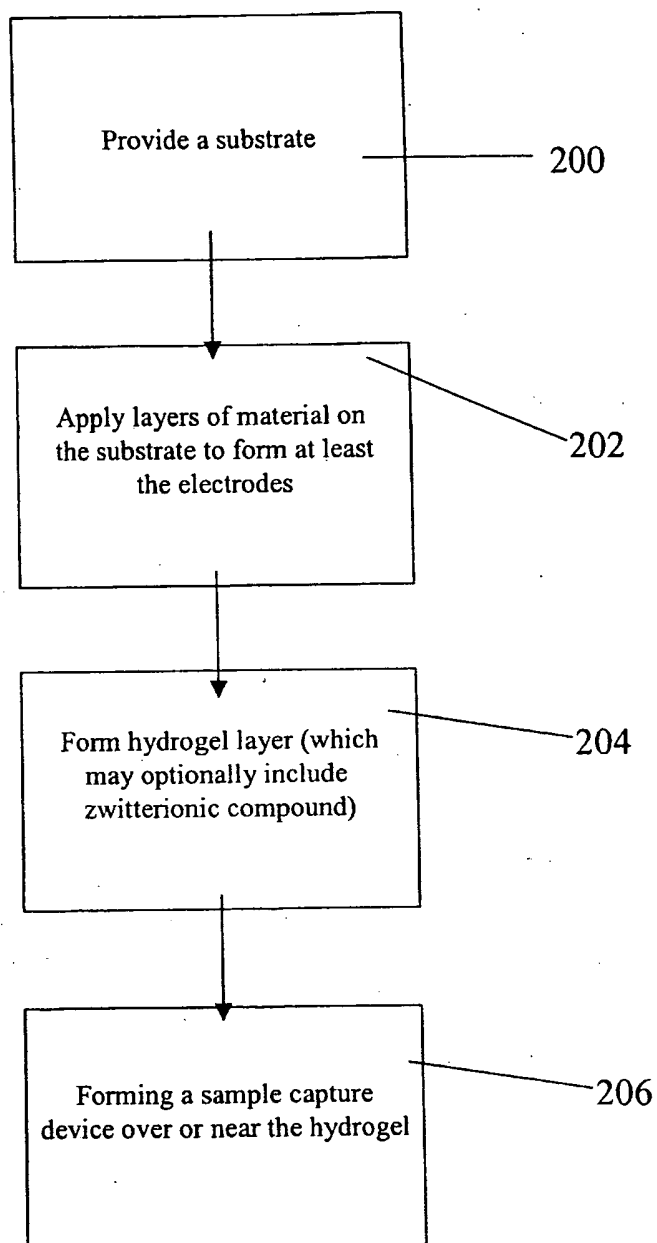 Provide a substrate
200
Apply layers of material on
the substrate to form at least
the electrodes
202
Form hydrogel layer (which
may optionally include
zwitterionic compound)
204
Forming a sample capture
device over or near the hydrogel
206